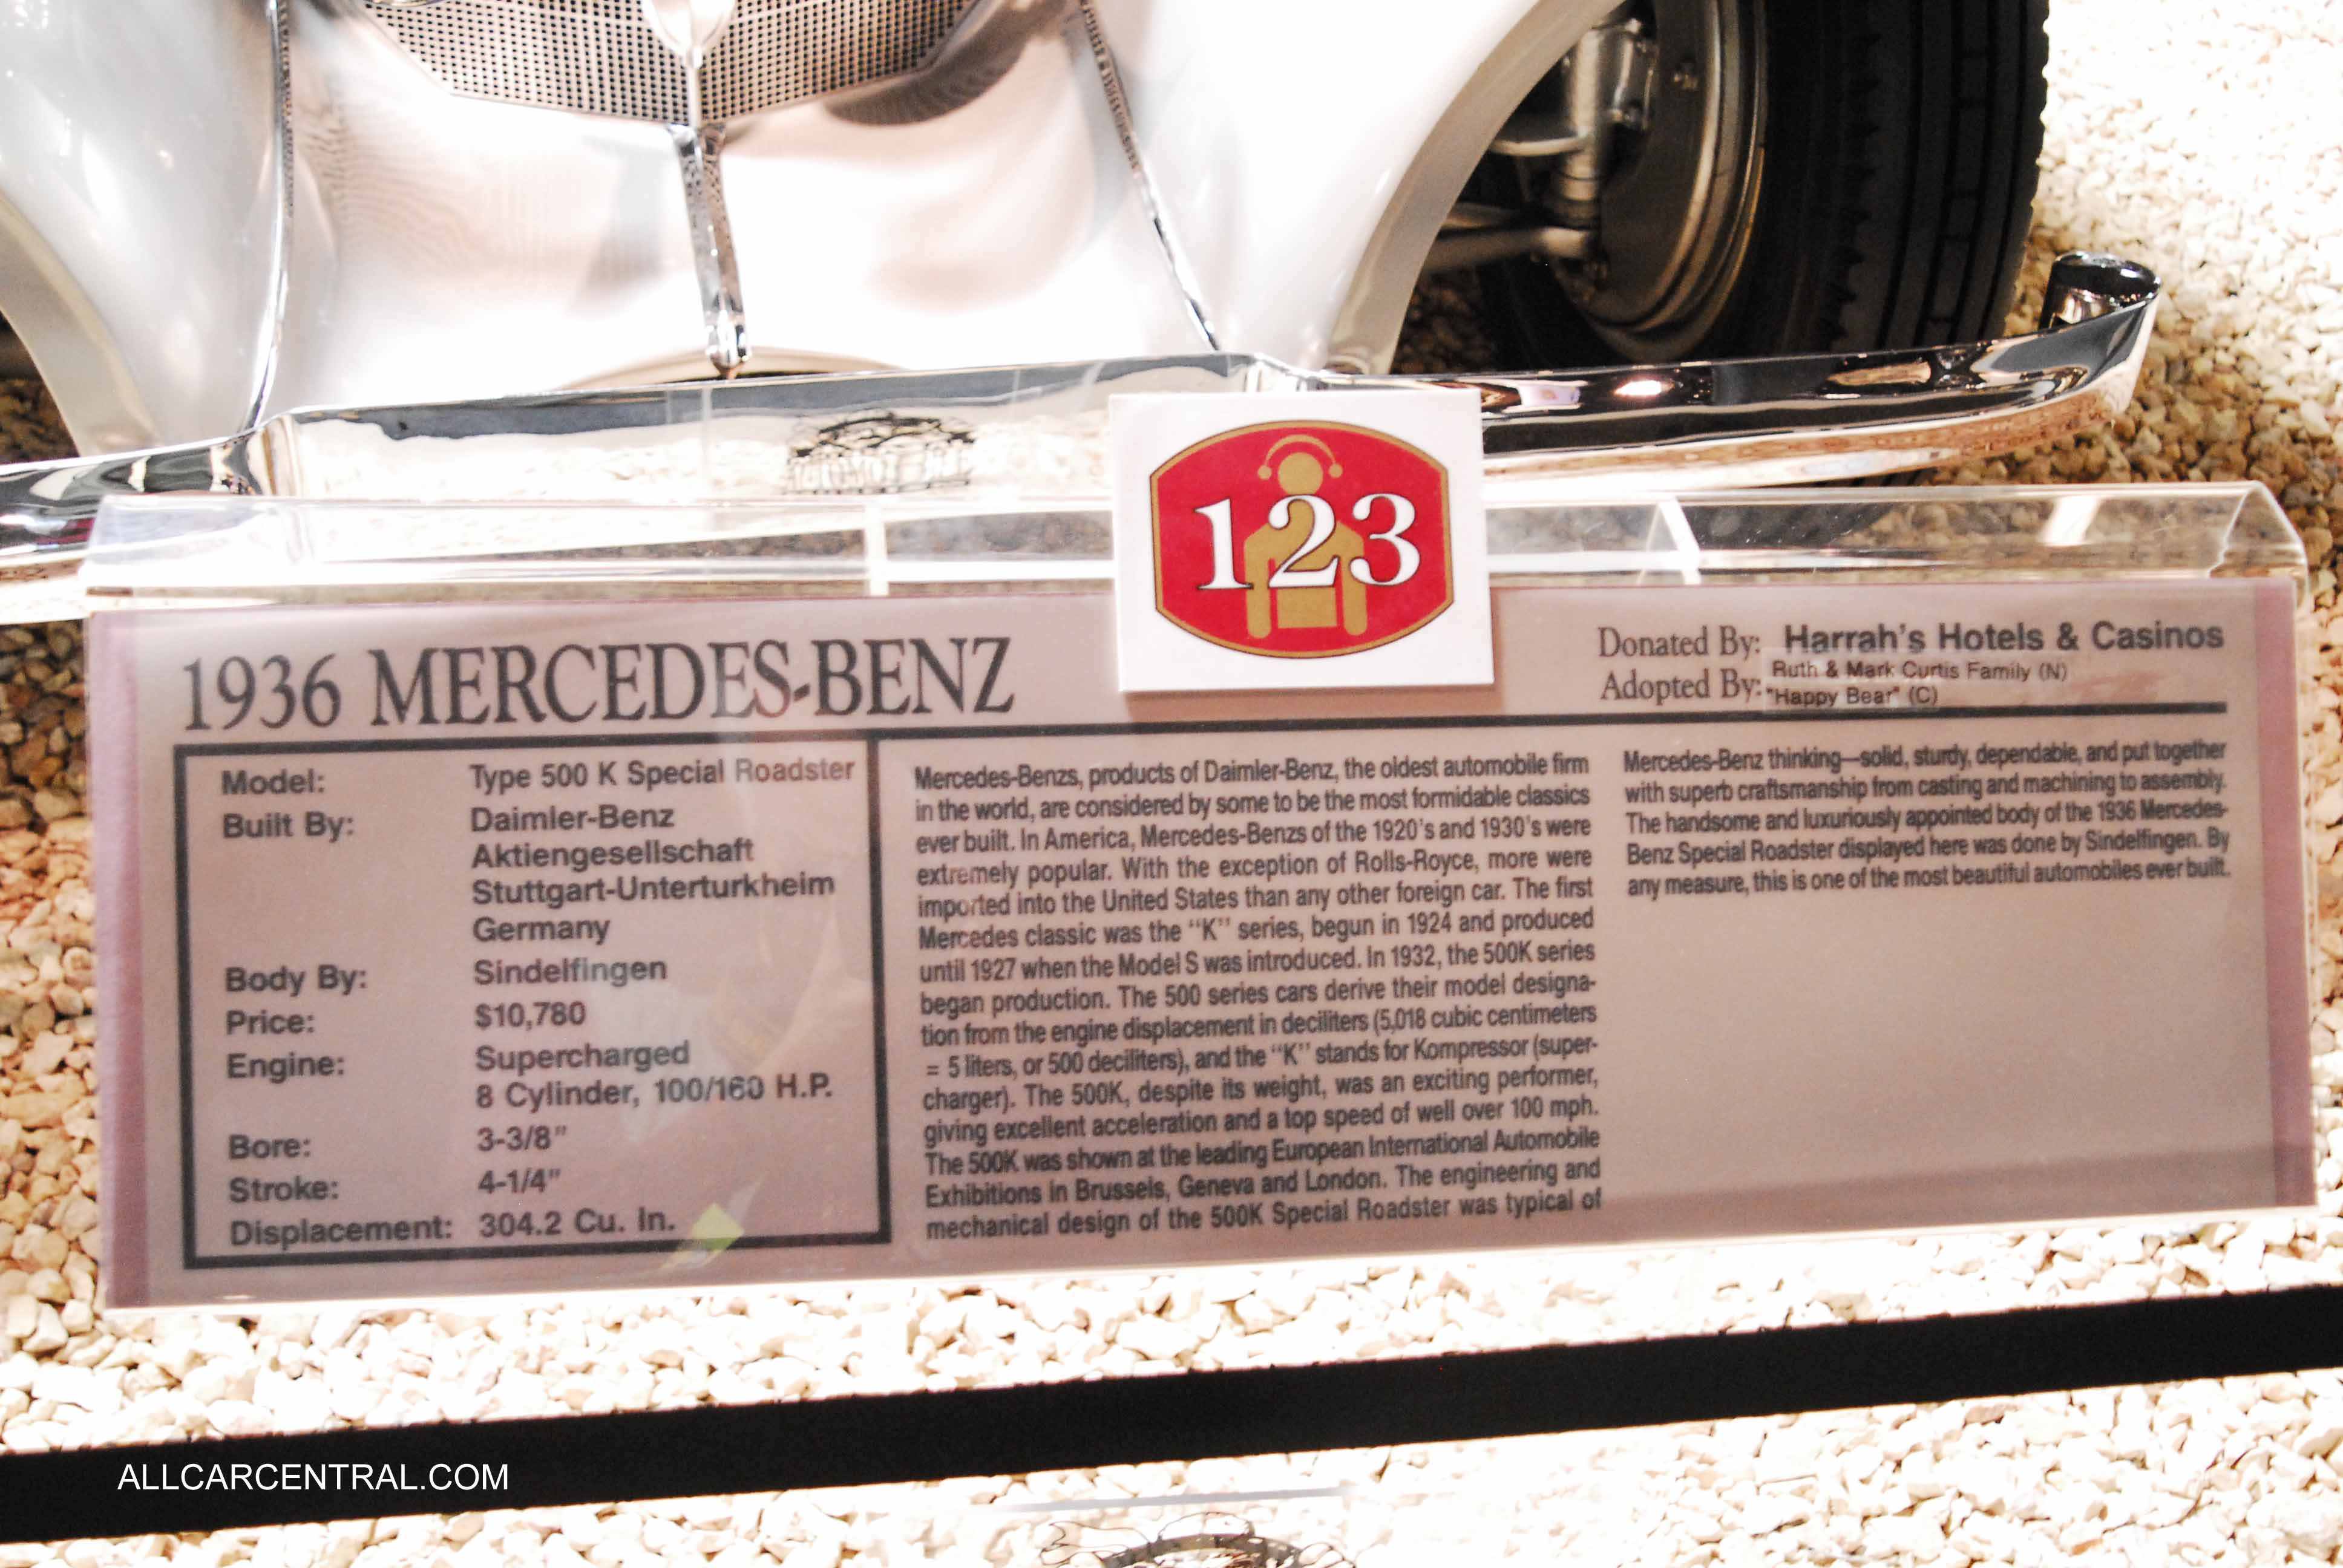 123
1936 MERCEDES-BENZ
Donated By: Harrah's Hotels & Casinos
Adopted By: Ruth & Mark Curtis Family (N)
"Happy Bear" (C)
Model: Type 500 K Special Roadster
Built By: Daimler-Benz
Aktiengesellschaft
Stuttgart-Unterturkheim
Germany
Body By: Sindelfingen
Price: $10,780
Engine: Supercharged
8 Cylinder, 100/160 H.P.
Bore: 3-3/8"
Stroke: 4-1/4"
Displacement: 304.2 Cu. In.
Mercedes-Benzs, products of Daimler-Benz, the oldest automobile firm
in the world, are considered by some to be the most formidable classics
ever built. In America, Mercedes-Benzs of the 1920's and 1930's were
extremely popular. With the exception of Rolls-Royce, more were
imported into the United States than any other foreign car. The first
Mercedes classic was the "K" series, begun in 1924 and produced
until 1927 when the Model S was introduced. In 1932, the 500K series
began production. The 500 series cars derive their model designa-
tion from the engine displacement in deciliters (5,018 cubic centimeters
= 5 liters, or 500 deciliters), and the "K" stands for Kompressor (super-
charger). The 500K, despite its weight, was an exciting performer,
giving excellent acceleration and a top speed of well over 100 mph.
The 500K was shown at the leading European International Automobile
Exhibitions in Brussels, Geneva and London. The engineering and
mechanical design of the 500K Special Roadster was typical of
Mercedes-Benz thinking—solid, sturdy, dependable, and put together
with superb craftsmanship from casting and machining to assembly.
The handsome and luxuriously appointed body of the 1936 Mercedes-
Benz Special Roadster displayed here was done by Sindelfingen. By
any measure, this is one of the most beautiful automobiles ever built.
ALLCARCENTRAL.COM